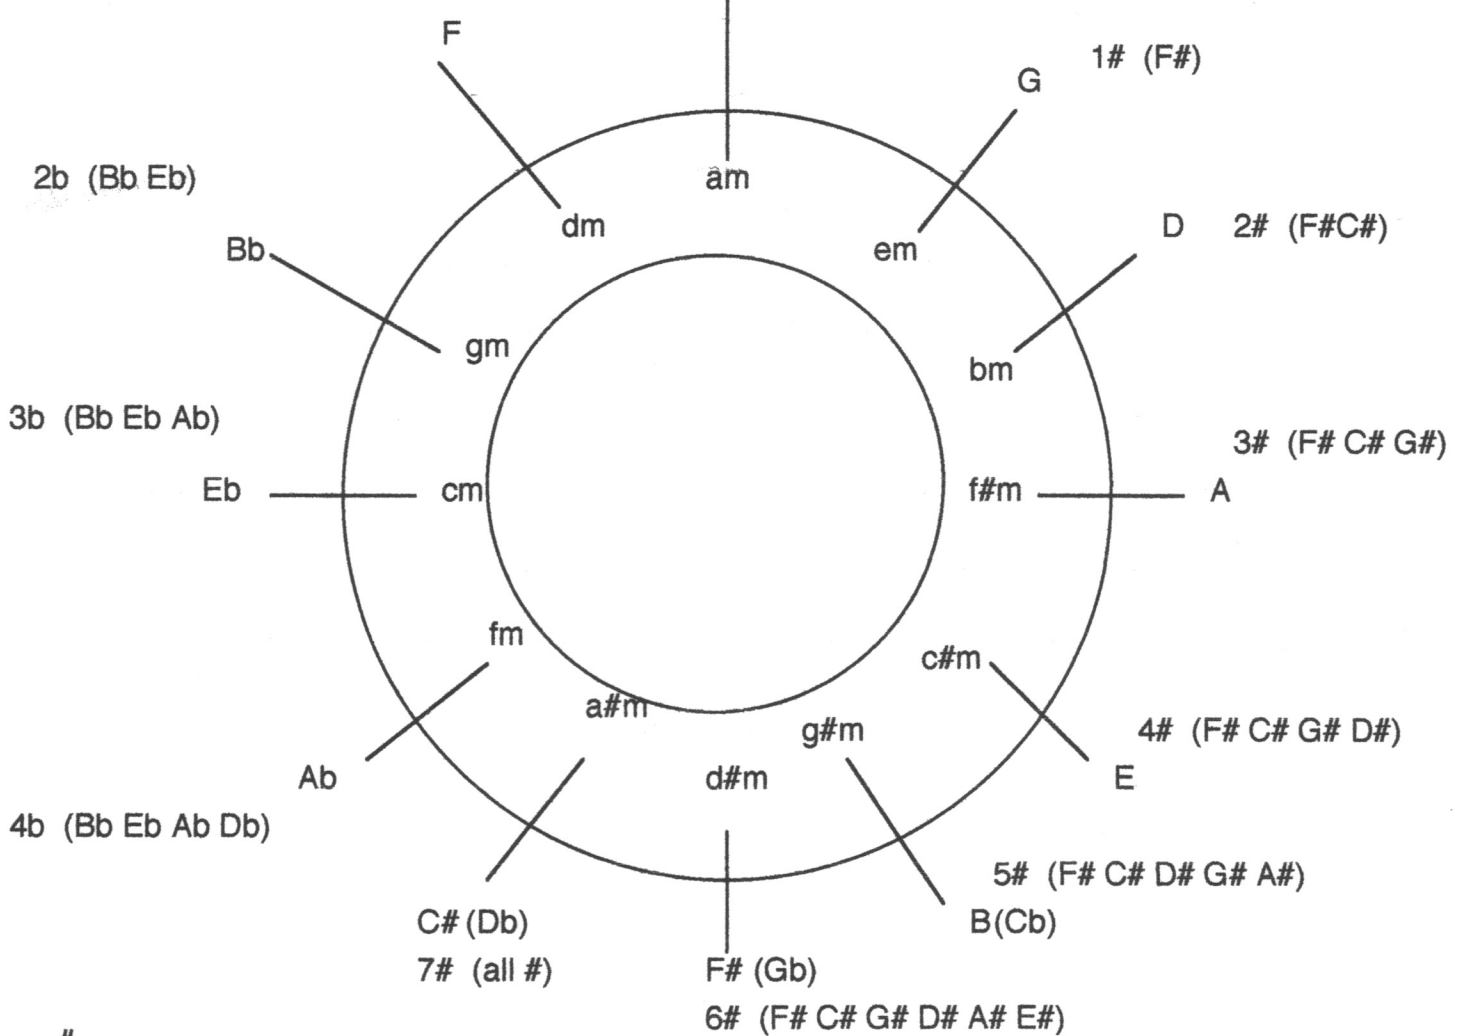 F
G
1# (F#)
2b (Bb Eb)
am
dm
em
D
2# (F#C#)
Bb
gm
bm
3b (Bb Eb Ab)
3# (F# C# G#)
Eb
cm
f#m
A
fm
c#m
a#m
g#m
4# (F# C# G# D#)
Ab
d#m
E
4b (Bb Eb Ab Db)
5# (F# C# D# G# A#)
C# (Db)
B(Cb)
7# (all #)
F# (Gb)
6# (F# C# G# D# A# E#)